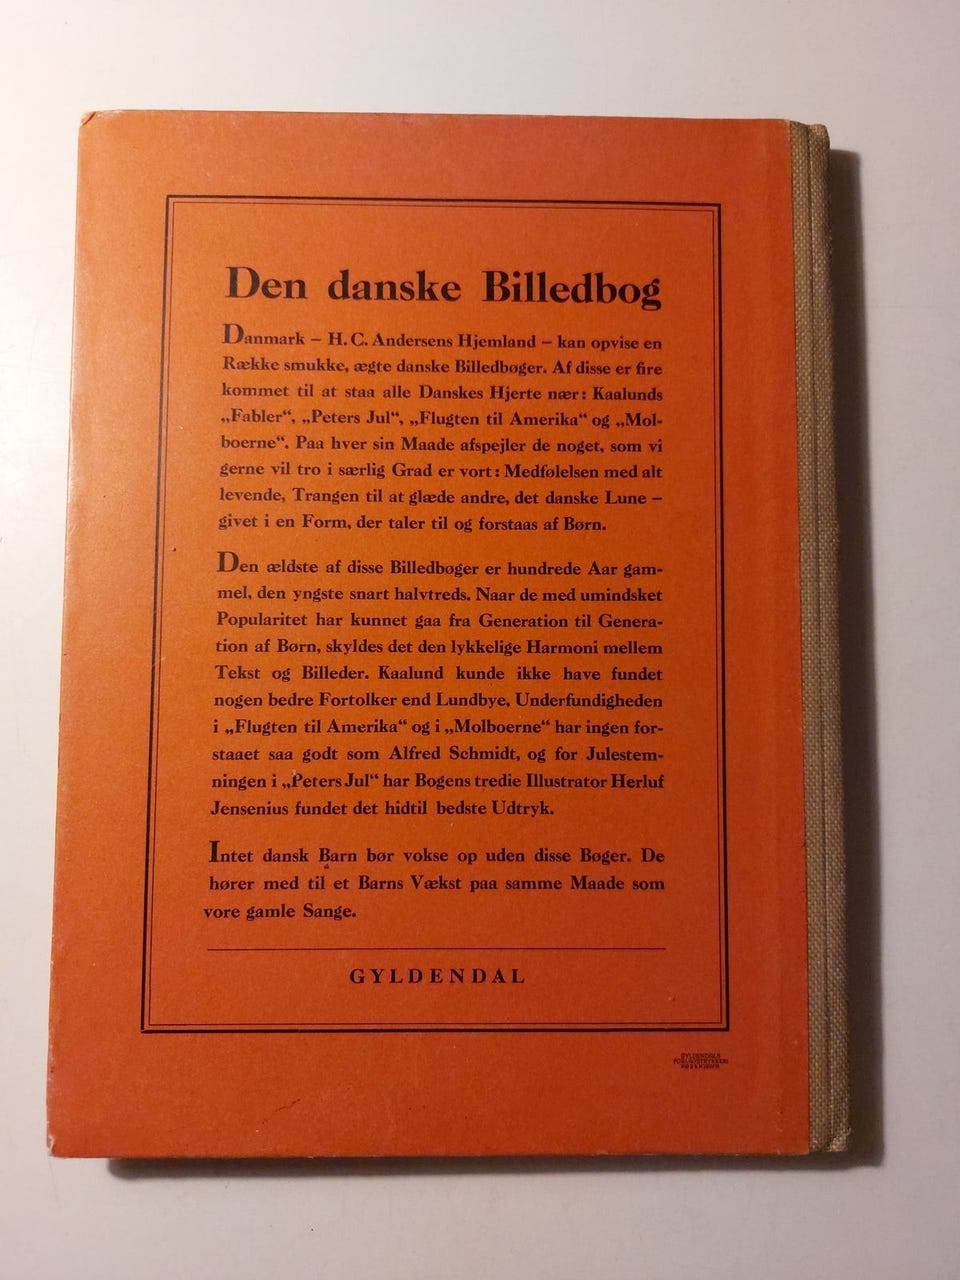 Den danske Billedbog
Danmark – H. C. Andersens Hjemland – kan opvise en
Række smukke, ægte danske Billedbøger. Af disse er fire
kommet til at staa alle Danskes Hjerte nær: Kaalunds
„Fabler“, „Peters Jul“, „Flugten til Amerika“ og „Mol-
boerne“. Paa hver sin Maade afspejler de noget, som vi
gerne vil tro i særlig Grad er vort: Medfølelsen med alt
levende, Trangen til at glæde andre, det danske Lune –
givet i en Form, der taler til og forstaas af Børn.
Den ældste af disse Billedbøger er hundrede Aar gam-
mel, den yngste snart halvtreds. Naar de med umindsket
Popularitet har kunnet gaa fra Generation til Genera-
tion af Børn, skyldes det den lykkelige Harmoni mellem
Tekst og Billeder. Kaalund kunde ikke have fundet
nogen bedre Fortolker end Lundbye, Underfundigheden
i „Flugten til Amerika“ og i „Molboerne“ har ingen for-
staaet saa godt som Alfred Schmidt, og for Julestem-
ningen i „Peters Jul“ har Bogens tredie Illustrator Herluf
Jensenius fundet det hidtil bedste Udtryk.
Intet dansk Barn bør vokse op uden disse Bøger. De
hører med til et Barns Vækst paa samme Maade som
vore gamle Sange.
GYLDENDAL
GYLDENDALS
FORLAGSTRYKKERI
KØBENHAVN